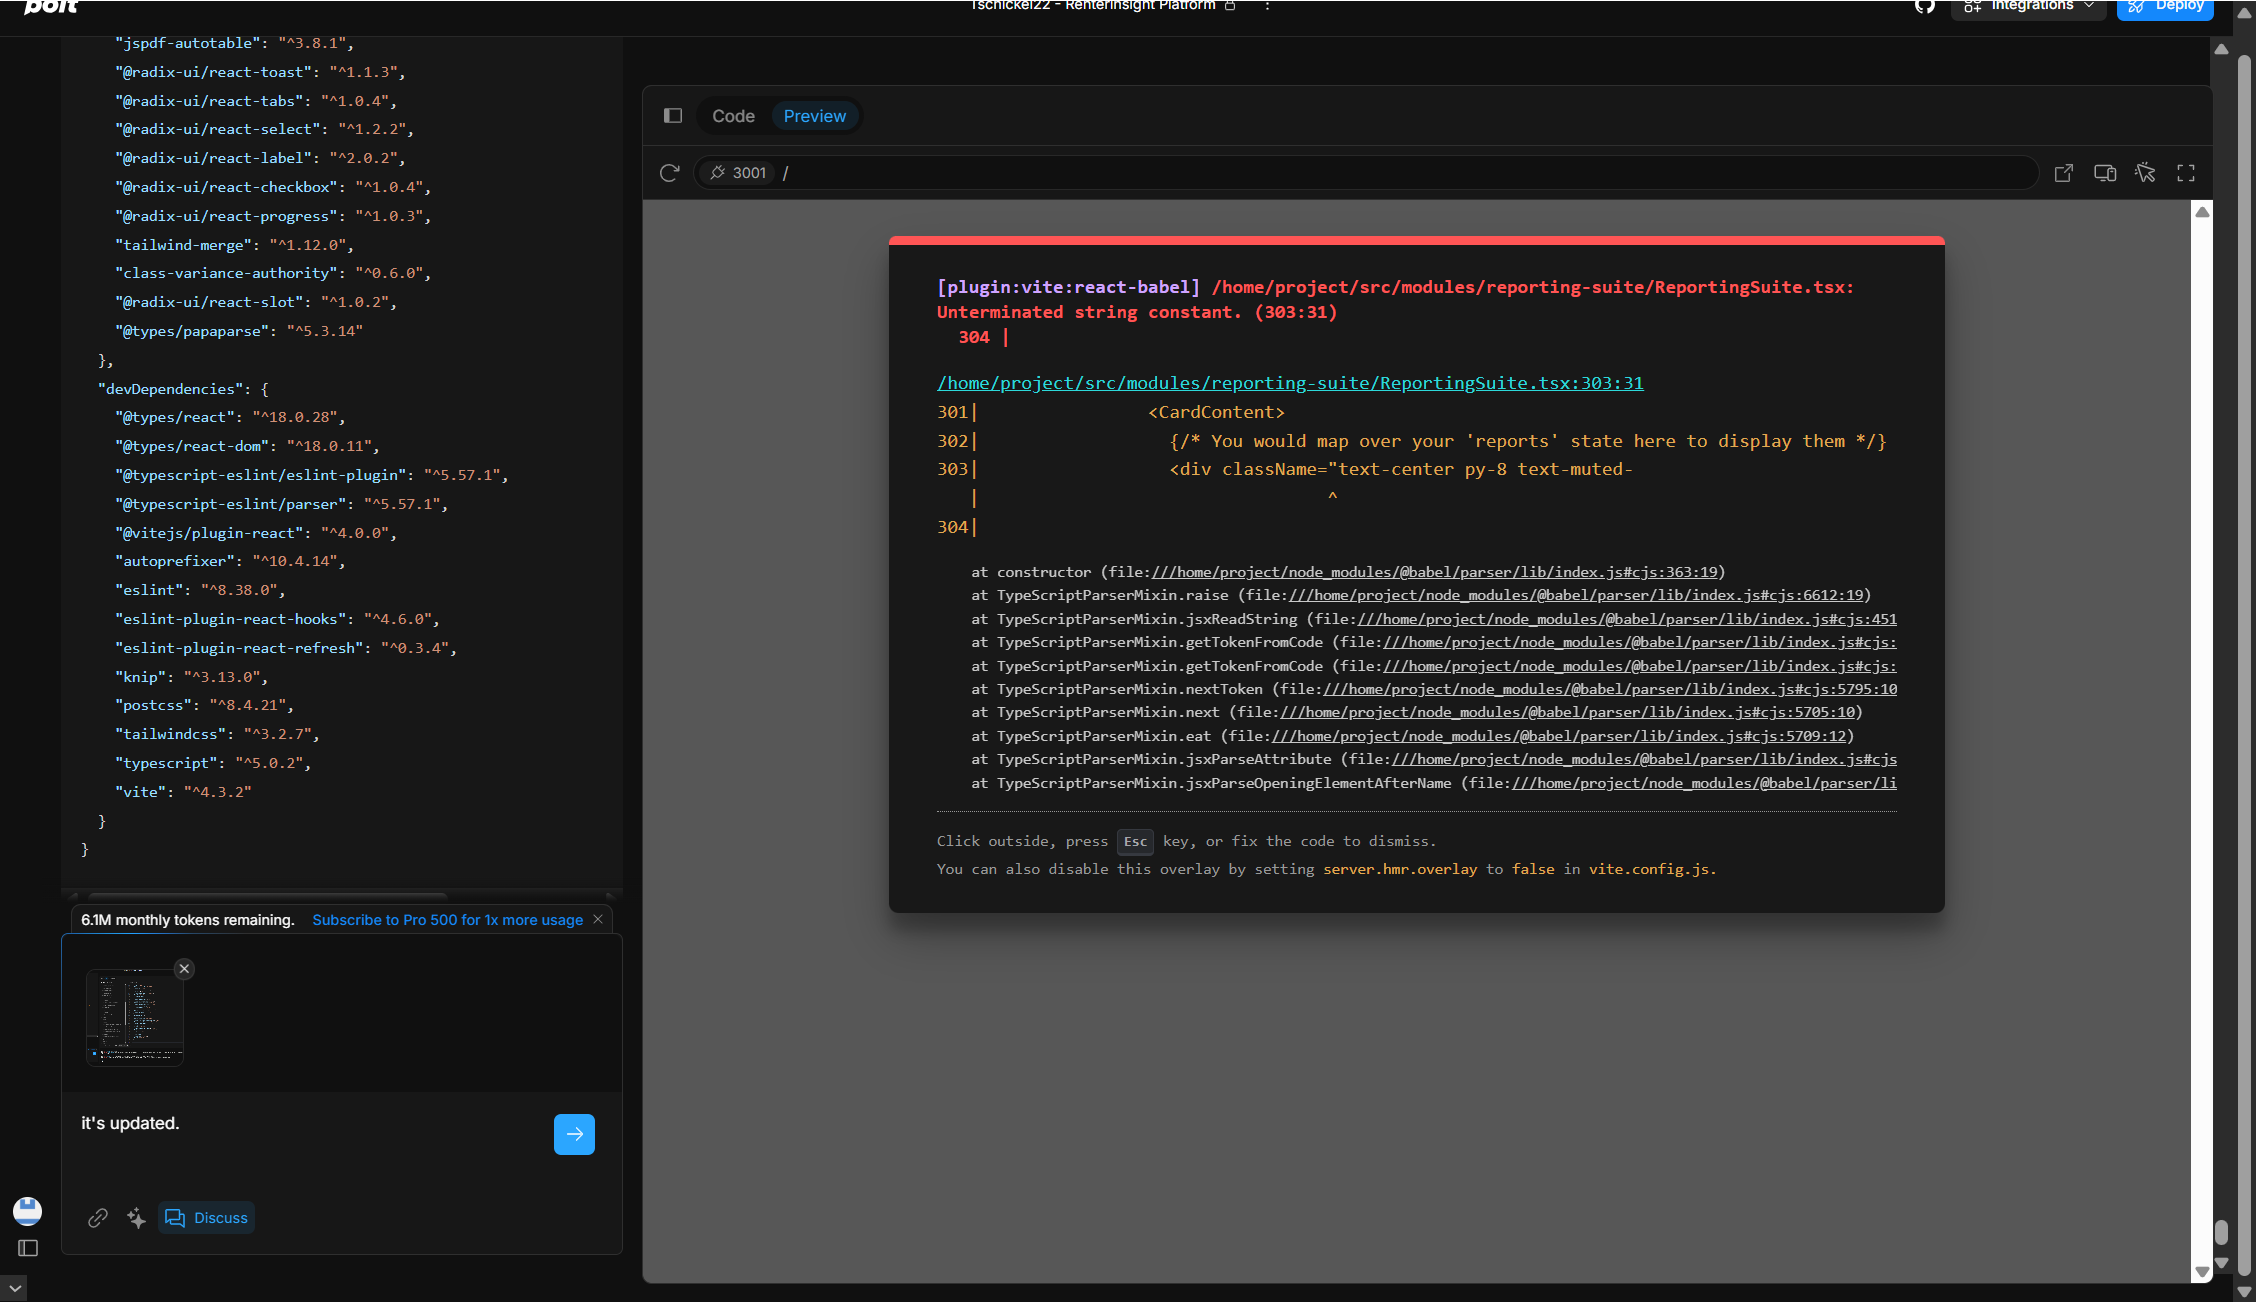 bolt
Tschickel22 - RenterInsight Platform
Integrations
Deploy
"jspdf-autotable": "^3.8.1",
"@radix-ui/react-toast": "^1.1.3",
"@radix-ui/react-tabs": "^1.0.4",
"@radix-ui/react-select": "^1.2.2",
"@radix-ui/react-label": "^2.0.2",
"@radix-ui/react-checkbox": "^1.0.4",
"@radix-ui/react-progress": "^1.0.3",
"tailwind-merge": "^1.12.0",
"class-variance-authority": "^0.6.0",
"@radix-ui/react-slot": "^1.0.2",
"@types/papaparse": "^5.3.14"
},
"devDependencies": {
"@types/react": "^18.0.28",
"@types/react-dom": "^18.0.11",
"@typescript-eslint/eslint-plugin": "^5.57.1",
"@typescript-eslint/parser": "^5.57.1",
"@vitejs/plugin-react": "^4.0.0",
"autoprefixer": "^10.4.14",
"eslint": "^8.38.0",
"eslint-plugin-react-hooks": "^4.6.0",
"eslint-plugin-react-refresh": "^0.3.4",
"knip": "^3.13.0",
"postcss": "^8.4.21",
"tailwindcss": "^3.2.7",
"typescript": "^5.0.2",
"vite": "^4.3.2"
}
}
6.1M monthly tokens remaining. Subscribe to Pro 500 for 1x more usage
it's updated.
Discuss
Code Preview
3001 /
[plugin:vite:react-babel] /home/project/src/modules/reporting-suite/ReportingSuite.tsx:
Unterminated string constant. (303:31)
304 |
/home/project/src/modules/reporting-suite/ReportingSuite.tsx:303:31
301| <CardContent>
302| {/* You would map over your 'reports' state here to display them */}
303| <div className="text-center py-8 text-muted-
| ^
304|
at constructor (file:///home/project/node_modules/@babel/parser/lib/index.js#cjs:363:19)
at TypeScriptParserMixin.raise (file:///home/project/node_modules/@babel/parser/lib/index.js#cjs:6612:19)
at TypeScriptParserMixin.jsxReadString (file:///home/project/node_modules/@babel/parser/lib/index.js#cjs:451
at TypeScriptParserMixin.getTokenFromCode (file:///home/project/node_modules/@babel/parser/lib/index.js#cjs:
at TypeScriptParserMixin.getTokenFromCode (file:///home/project/node_modules/@babel/parser/lib/index.js#cjs:
at TypeScriptParserMixin.nextToken (file:///home/project/node_modules/@babel/parser/lib/index.js#cjs:5795:10
at TypeScriptParserMixin.next (file:///home/project/node_modules/@babel/parser/lib/index.js#cjs:5705:10)
at TypeScriptParserMixin.eat (file:///home/project/node_modules/@babel/parser/lib/index.js#cjs:5709:12)
at TypeScriptParserMixin.jsxParseAttribute (file:///home/project/node_modules/@babel/parser/lib/index.js#cjs
at TypeScriptParserMixin.jsxParseOpeningElementAfterName (file:///home/project/node_modules/@babel/parser/li
Click outside, press Esc key, or fix the code to dismiss.
You can also disable this overlay by setting server.hmr.overlay to false in vite.config.js.